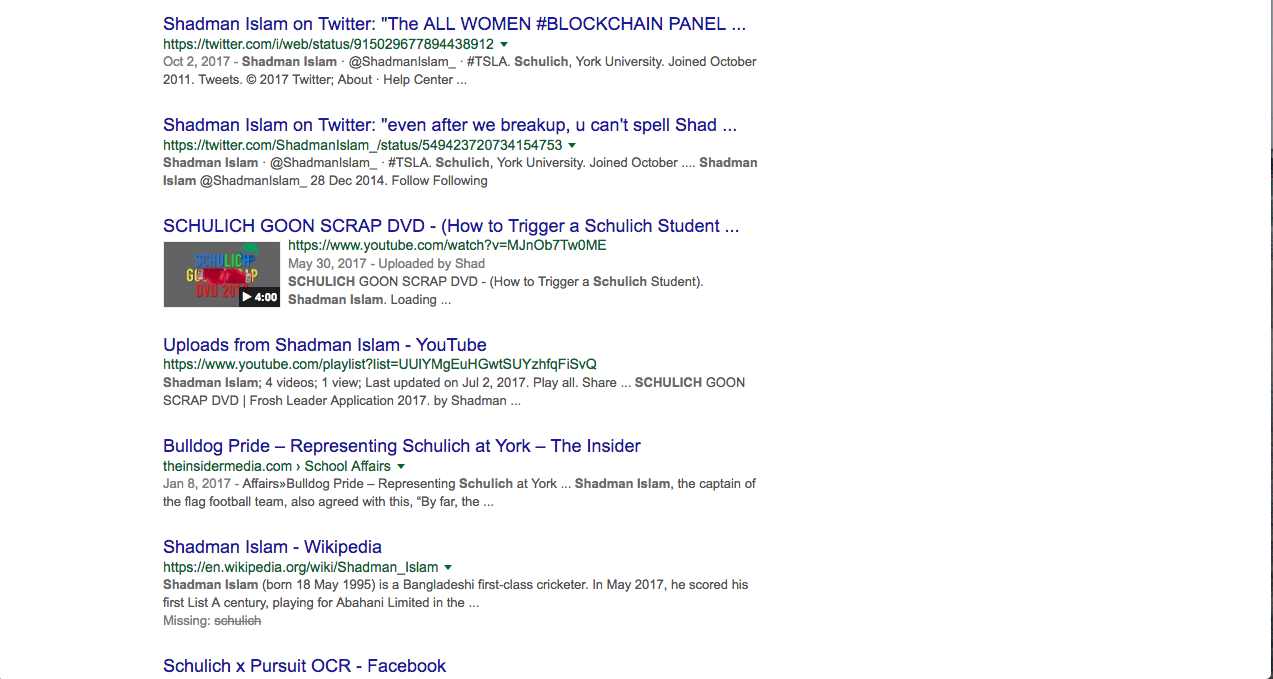 Shadman Islam on Twitter: "The ALL WOMEN #BLOCKCHAIN PANEL ...
https://twitter.com/i/web/status/915029677894438912
Oct 2, 2017 - Shadman Islam · @ShadmanIslam_ · #TSLA. Schulich, York University. Joined October
2011. Tweets. © 2017 Twitter; About · Help Center ...
Shadman Islam on Twitter: "even after we breakup, u can't spell Shad ...
https://twitter.com/ShadmanIslam_/status/549423720734154753
Shadman Islam · @ShadmanIslam_ · #TSLA. Schulich, York University. Joined October .... Shadman
Islam @ShadmanIslam_ 28 Dec 2014. Follow Following
SCHULICH GOON SCRAP DVD - (How to Trigger a Schulich Student ...
https://www.youtube.com/watch?v=MJnOb7Tw0ME
May 30, 2017 - Uploaded by Shad
SCHULICH GOON SCRAP DVD - (How to Trigger a Schulich Student).
Shadman Islam. Loading ...
SCHULICH
4:00
Uploads from Shadman Islam - YouTube
https://www.youtube.com/playlist?list=UUlYMgEuHGwtSUYzhfqFiSvQ
Shadman Islam; 4 videos; 1 view; Last updated on Jul 2, 2017. Play all. Share ... SCHULICH GOON
SCRAP DVD | Frosh Leader Application 2017. by Shadman ...
Bulldog Pride – Representing Schulich at York – The Insider
theinsidermedia.com › School Affairs
Jan 8, 2017 - Affairs»Bulldog Pride – Representing Schulich at York ... Shadman Islam, the captain of
the flag football team, also agreed with this, “By far, the ...
Shadman Islam - Wikipedia
https://en.wikipedia.org/wiki/Shadman_Islam
Shadman Islam (born 18 May 1995) is a Bangladeshi first-class cricketer. In May 2017, he scored his
first List A century, playing for Abahani Limited in the ...
Missing: schulich
Schulich x Pursuit OCR - Facebook